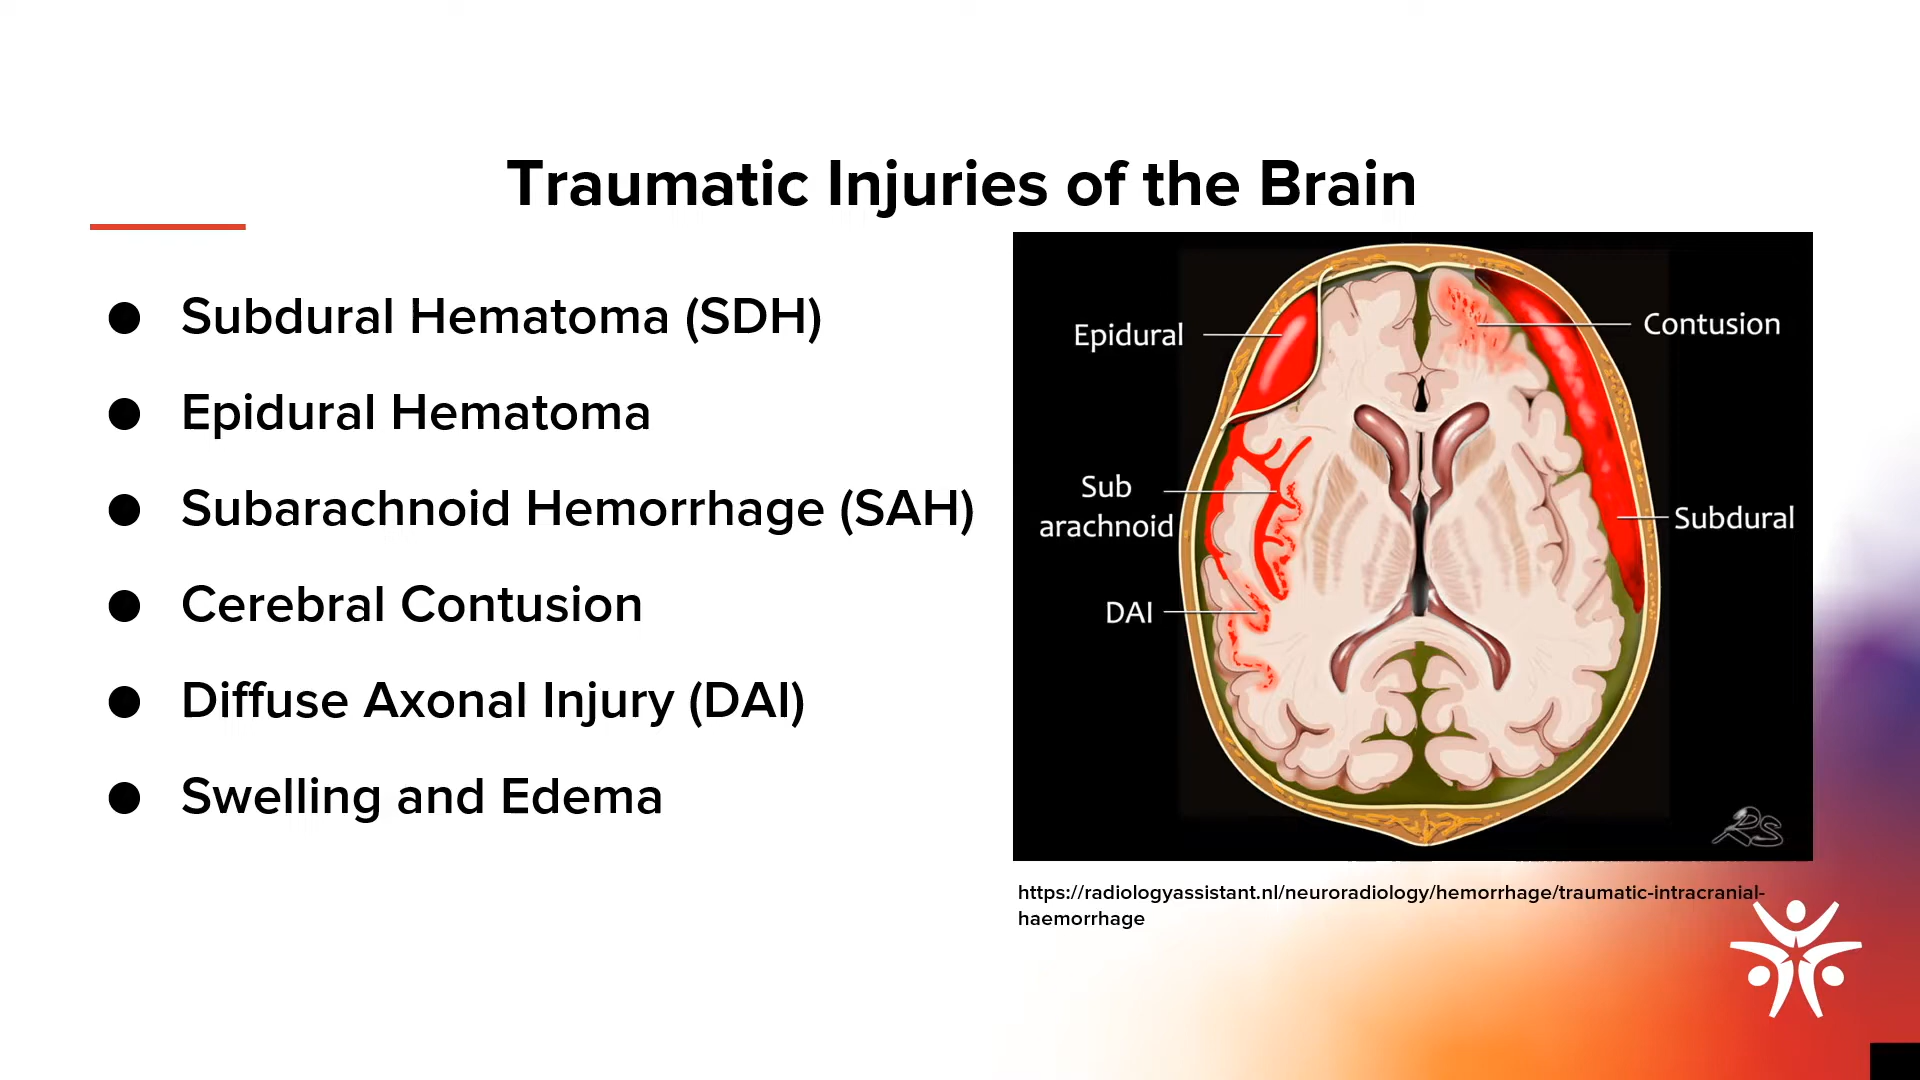 Traumatic Injuries of the Brain
● Subdural Hematoma (SDH)
● Epidural Hematoma
● Subarachnoid Hemorrhage (SAH)
● Cerebral Contusion
● Diffuse Axonal Injury (DAI)
● Swelling and Edema
Epidural
Contusion
Sub
arachnoid
Subdural
DAI
RS
https://radiologyassistant.nl/neuroradiology/hemorrhage/traumatic-intracranial-
haemorrhage